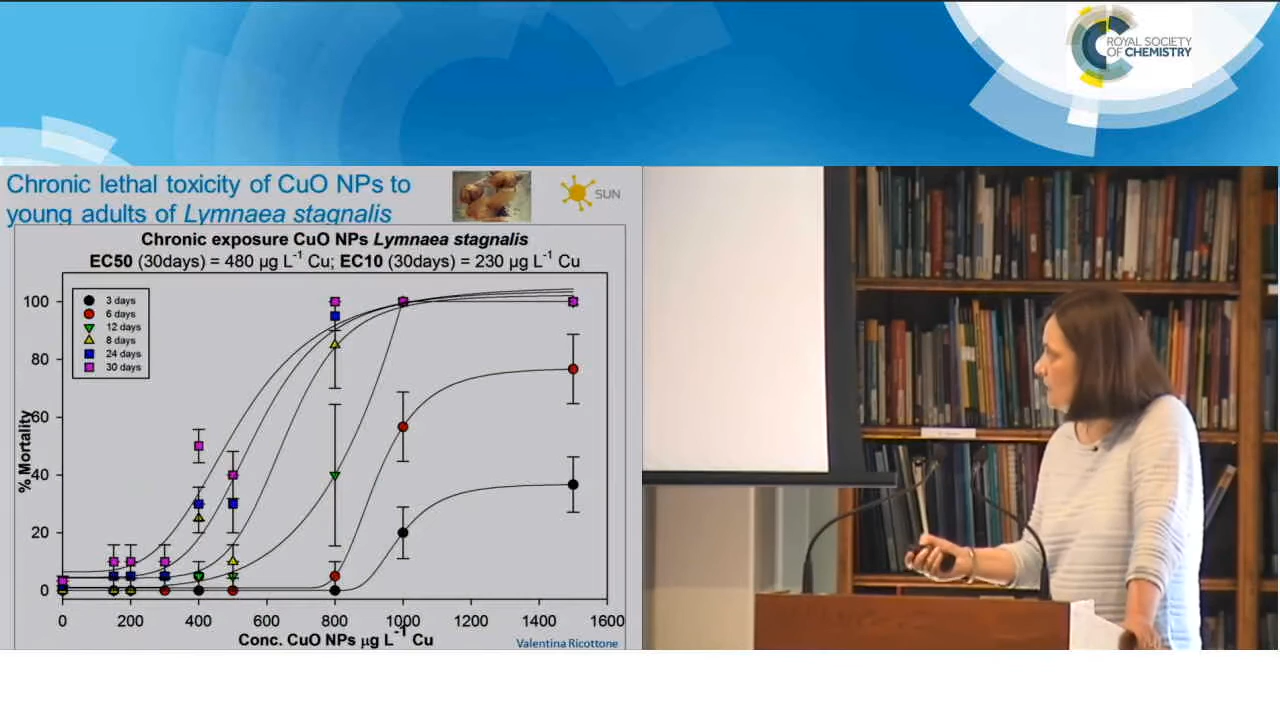 ROYAL SOCIETY
OF CHEMISTRY
Chronic lethal toxicity of CuO NPs to
young adults of Lymnaea stagnalis
SUN
Chronic exposure CuO NPs Lymnaea stagnalis
EC50 (30days) = 480 µg L-1 Cu; EC10 (30days) = 230 µg L-1 Cu
3 days
6 days
12 days
8 days
24 days
30 days
% Mortality
100
80
60
40
20
0
0 200 400 600 800 1000 1200 1400 1600
Conc. CuO NPs µg L-1 Cu
Valentina Ricottone